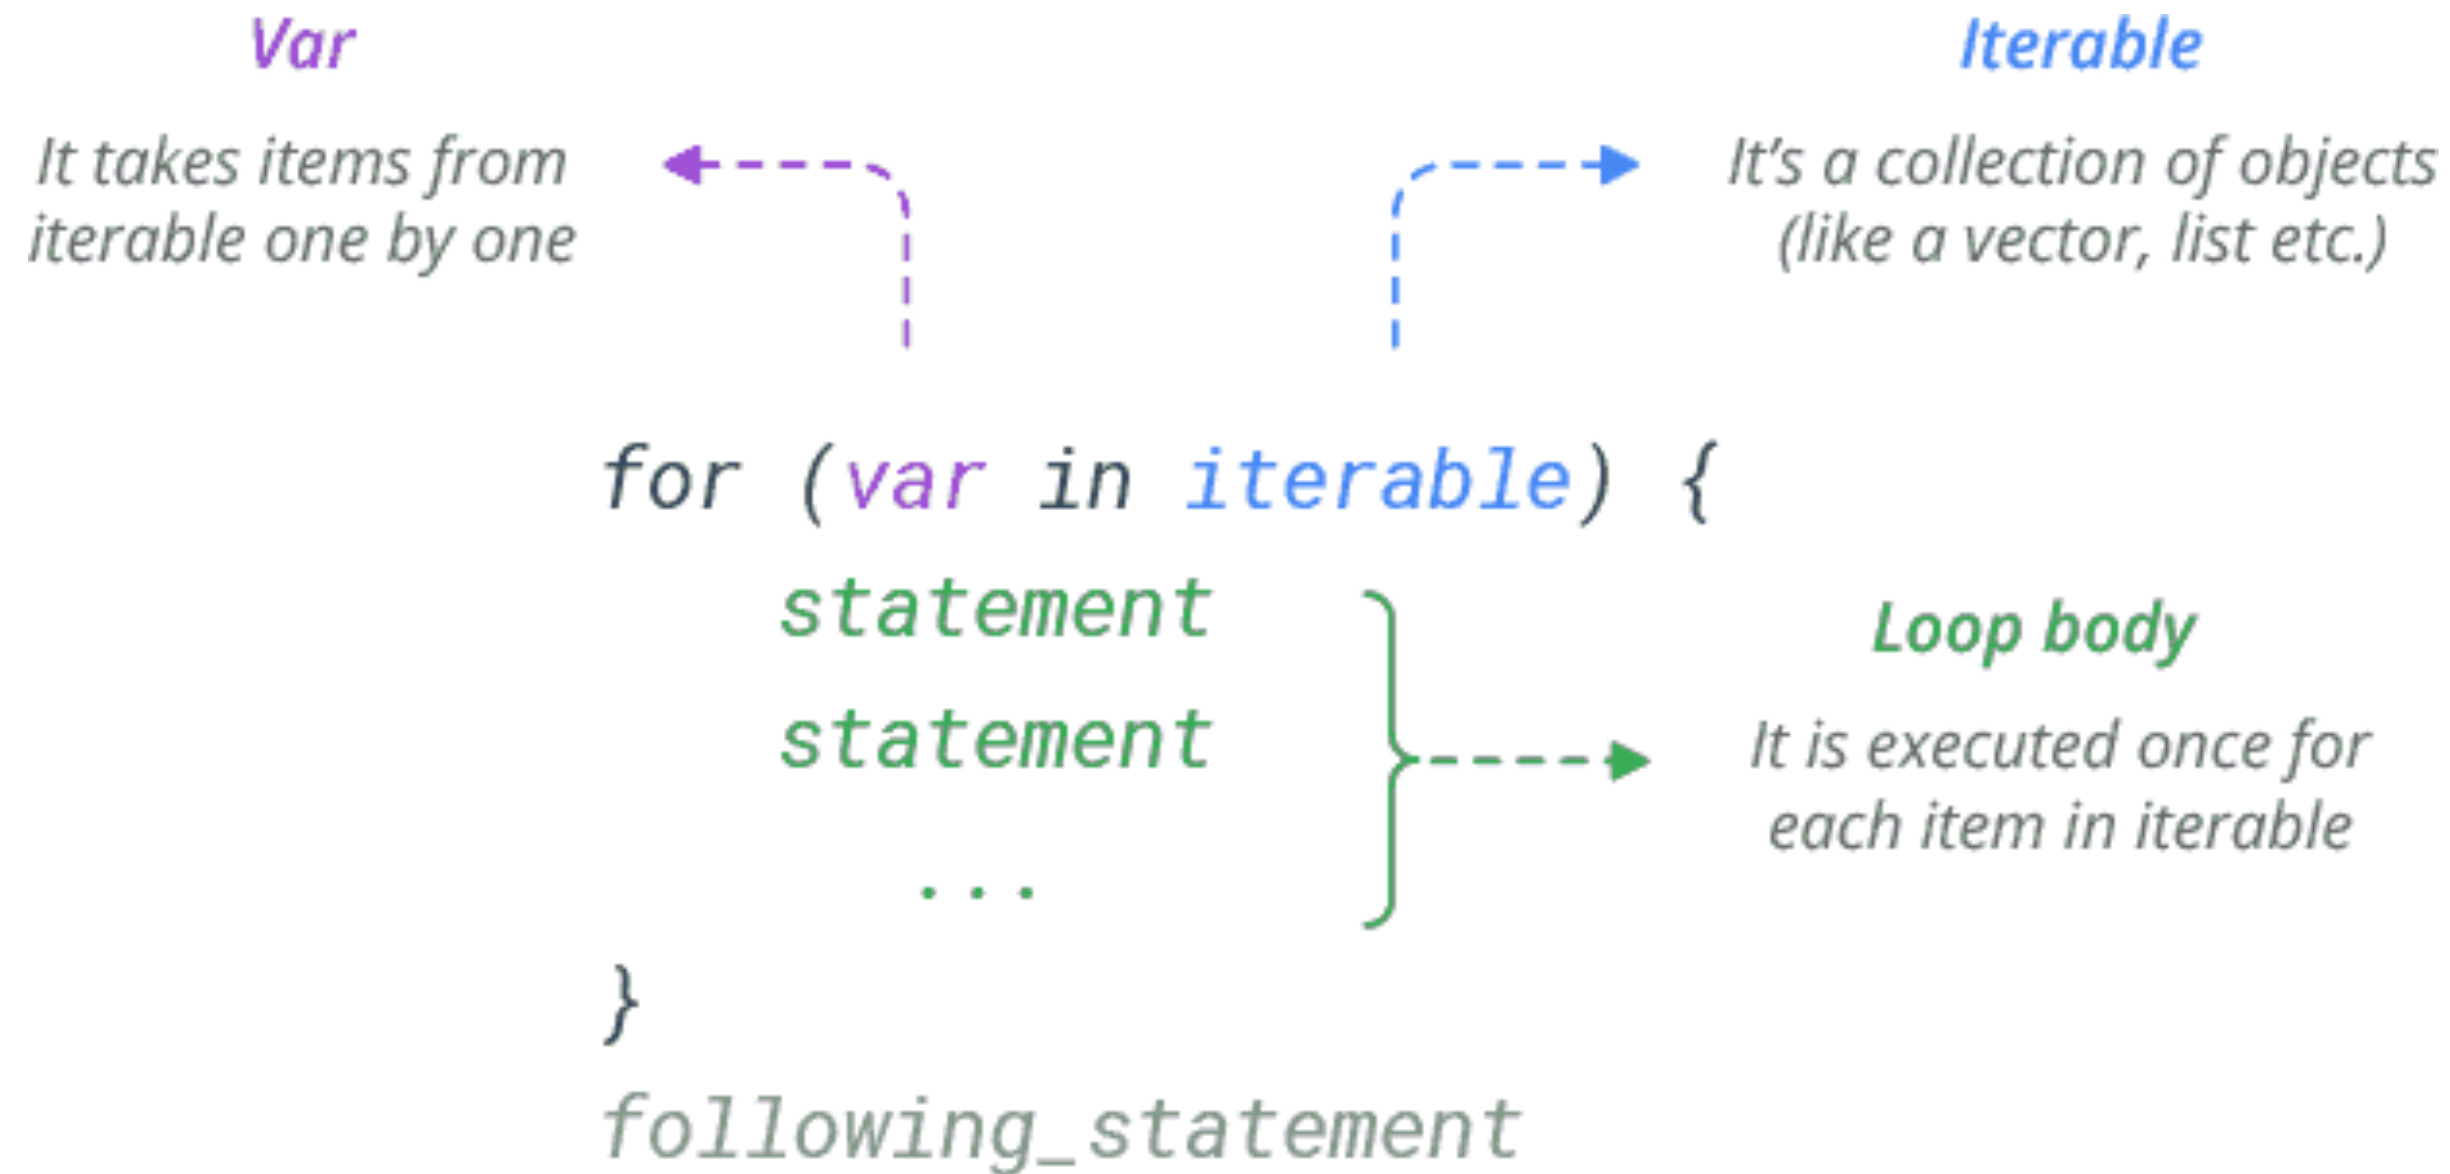 Var
It takes items from
iterable one by one
Iterable
It's a collection of objects
(like a vector, list etc.)
for (var in iterable) {
statement
statement
...
}
following_statement
Loop body
It is executed once for
each item in iterable